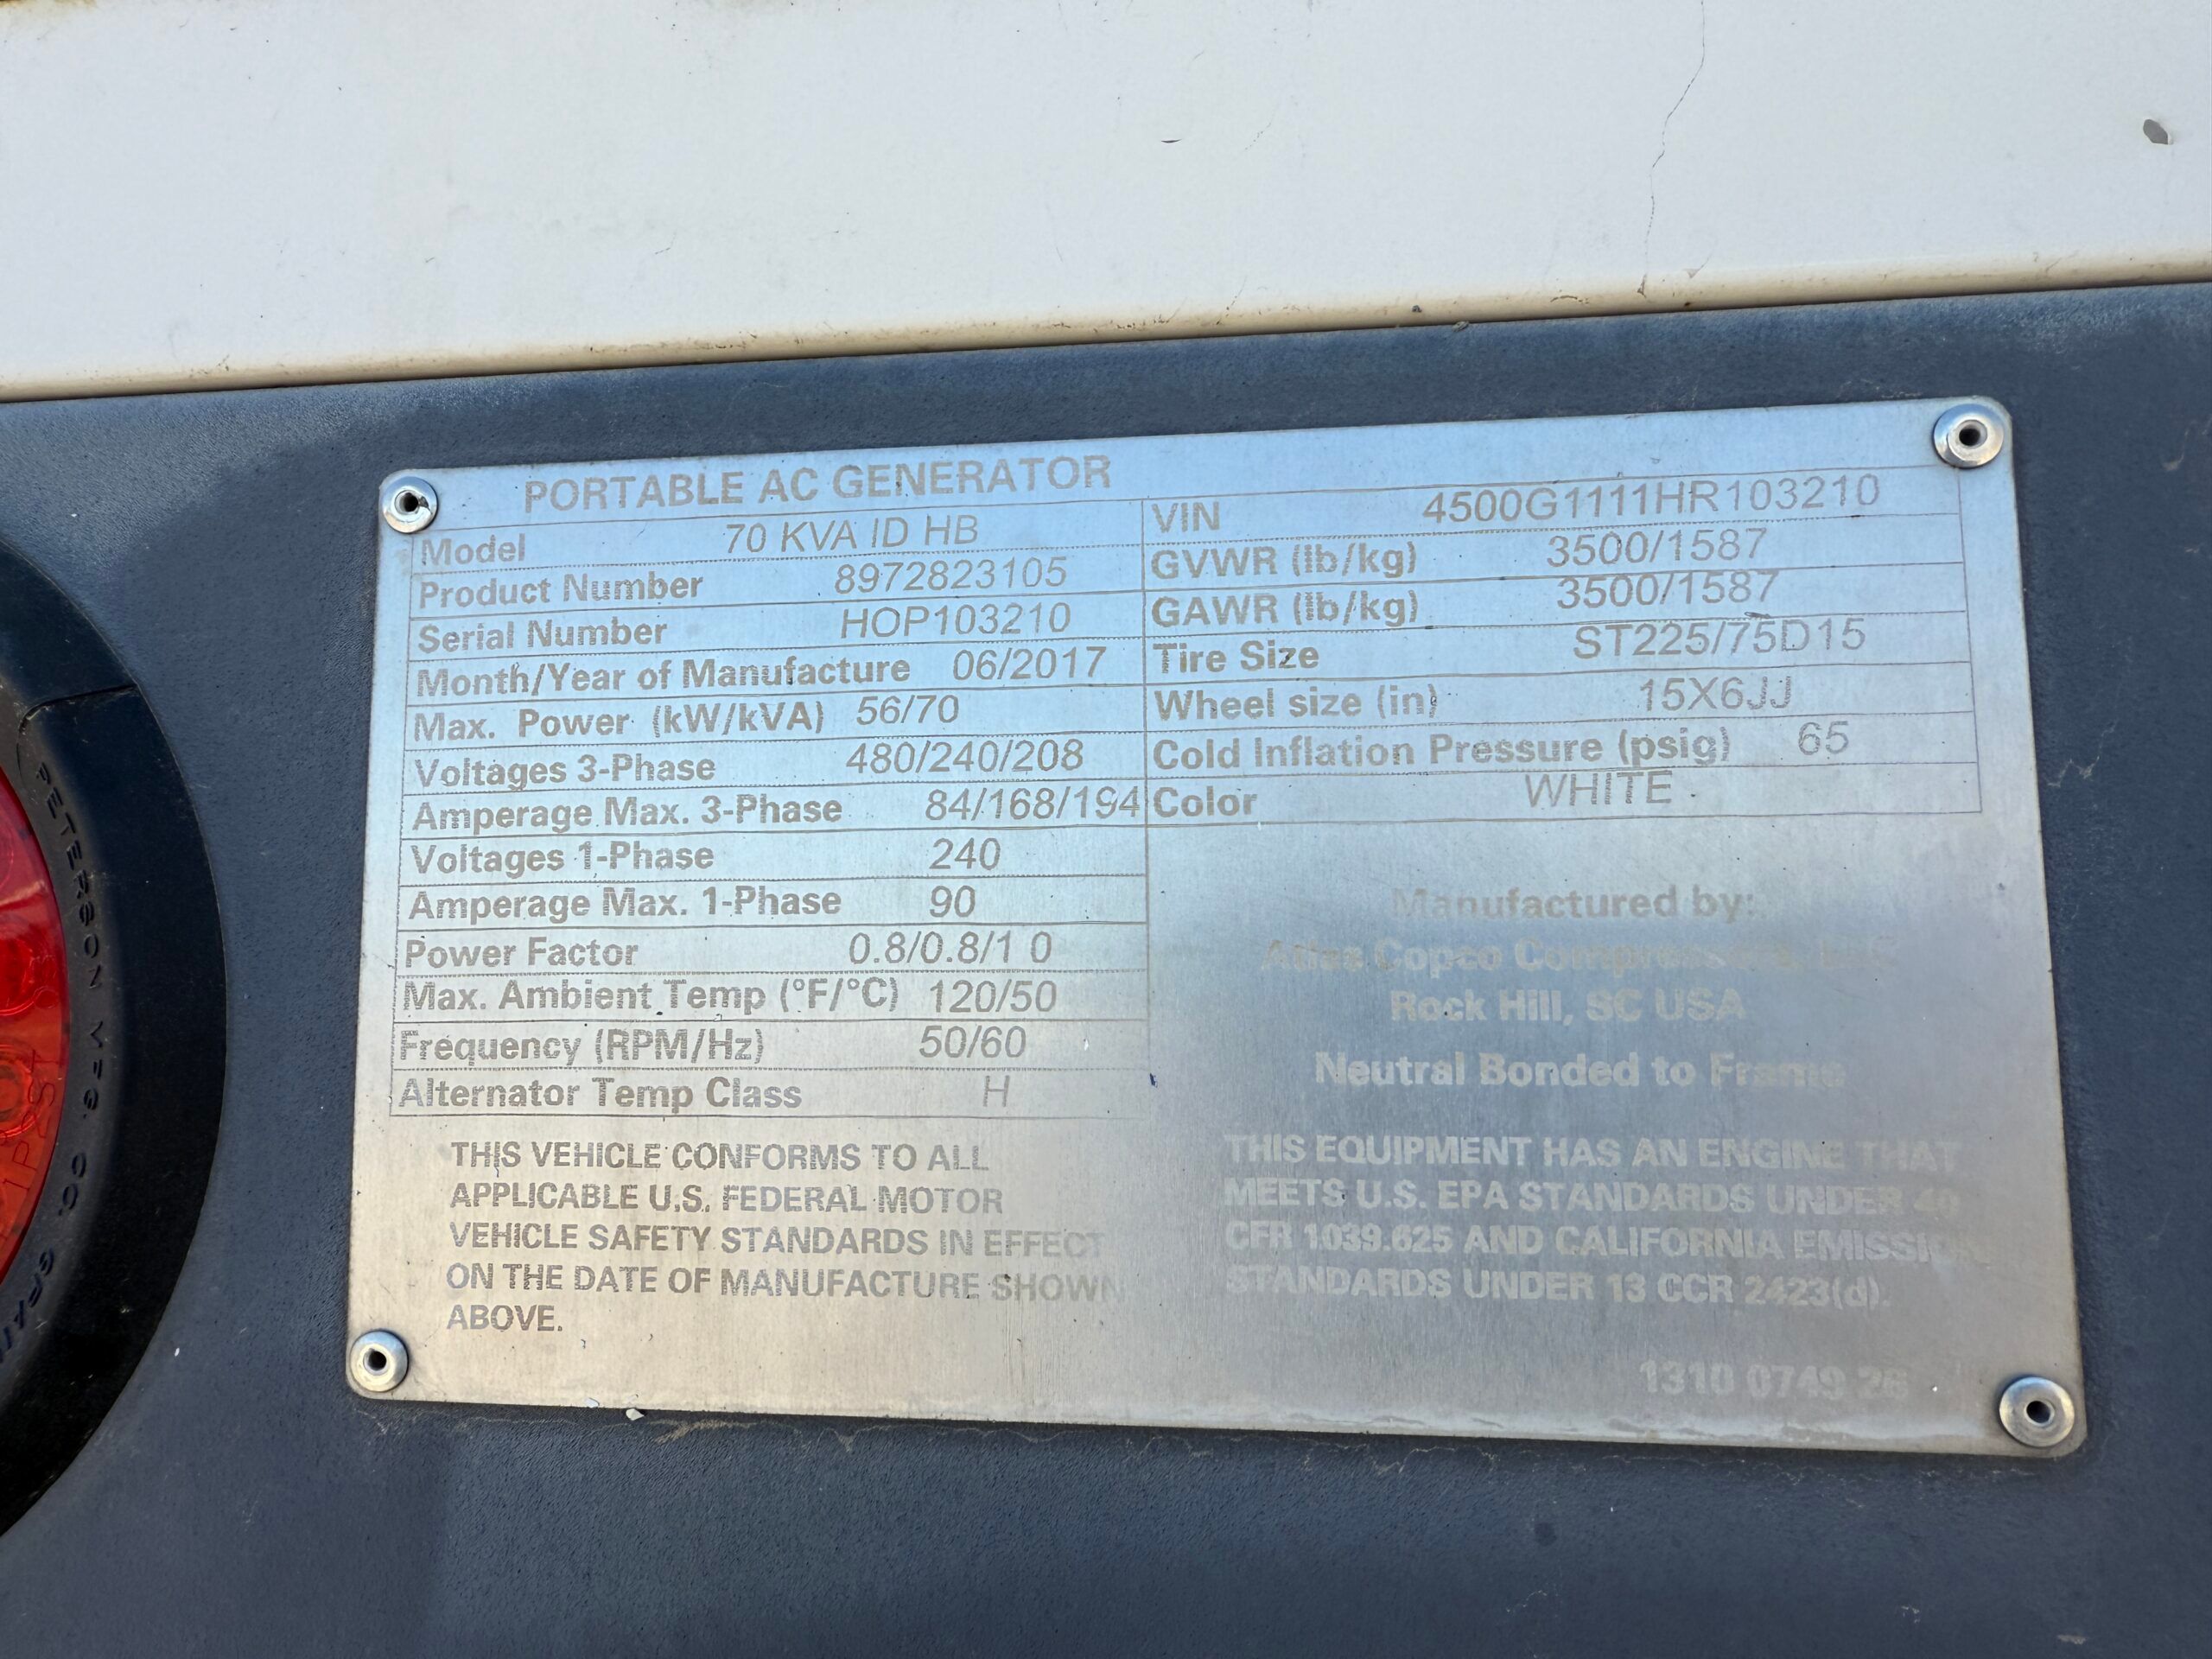 PORTABLE AC GENERATOR
Model 70 KVA ID HB
Product Number 8972823105
Serial Number HOP103210
Month/Year of Manufacture 06/2017
Max. Power (kW/kVA) 56/70
Voltages 3-Phase 480/240/208
Amperage Max. 3-Phase 84/168/194
Voltages 1-Phase 240
Amperage Max. 1-Phase 90
Power Factor 0.8/0.8/1 0
Max. Ambient Temp (°F/°C) 120/50
Frequency (RPM/Hz) 50/60
Alternator Temp Class H
THIS VEHICLE CONFORMS TO ALL
APPLICABLE U.S. FEDERAL MOTOR
VEHICLE SAFETY STANDARDS IN EFFECT
ON THE DATE OF MANUFACTURE SHOWN
ABOVE.
VIN 4500G1111HR103210
GVWR (lb/kg) 3500/1587
GAWR (lb/kg) 3500/1587
Tire Size ST225/75D15
Wheel size (in) 15X6JJ
Cold Inflation Pressure (psig) 65
Color WHITE
Manufactured by:
Atlas Copco Compressors LLC
Rock Hill, SC USA
Neutral Bonded to Frame
THIS EQUIPMENT HAS AN ENGINE THAT
MEETS U.S. EPA STANDARDS UNDER 40
CFR 1039.625 AND CALIFORNIA EMISSION
STANDARDS UNDER 13 CCR 2423(d).
1310 0749 26
PETERSON MFG. CO.